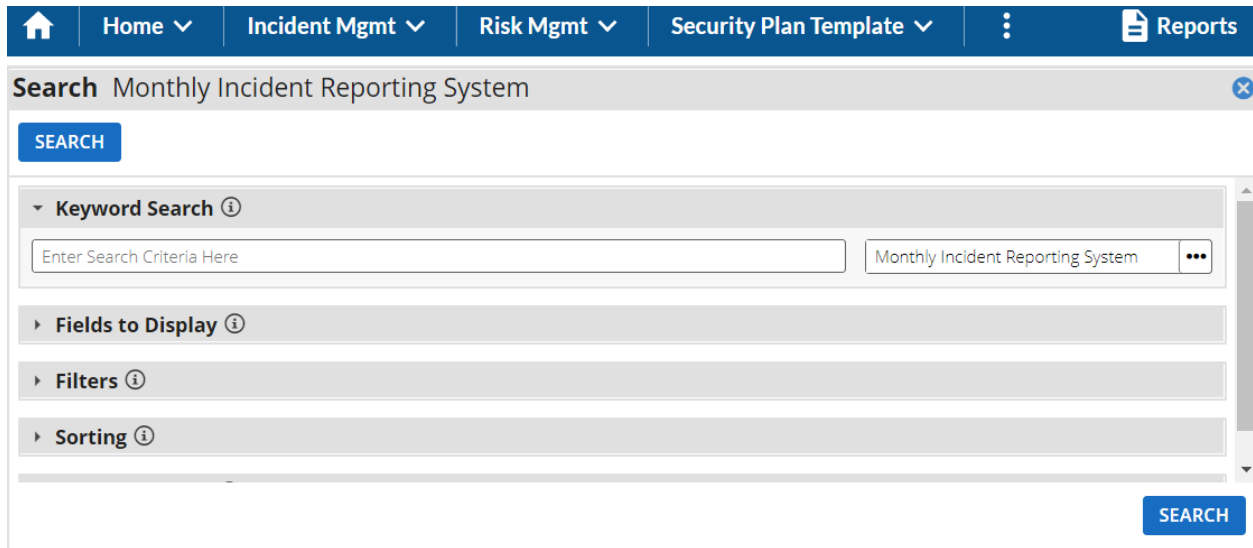 Home Incident Mgmt Risk Mgmt Security Plan Template Reports
Search Monthly Incident Reporting System
SEARCH
Keyword Search
Enter Search Criteria Here Monthly Incident Reporting System
Fields to Display
Filters
Sorting
SEARCH